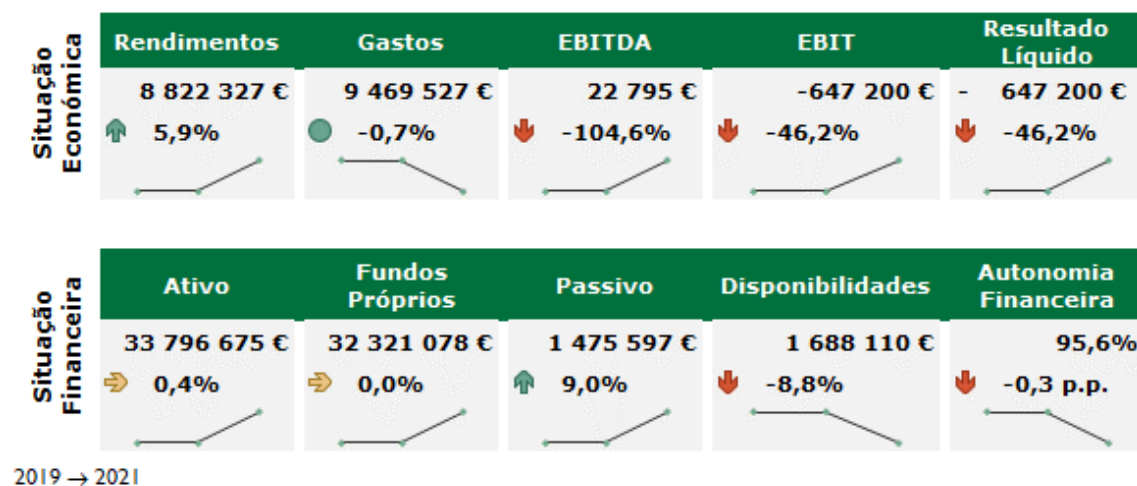 Situação
Económica
Rendimentos Gastos EBITDA EBIT Resultado
Líquido
8 822 327 € 9 469 527 € 22 795 € -647 200 € - 647 200 €
5,9% -0,7% -104,6% -46,2% -46,2%
Situação
Financeira
Ativo Fundos
Próprios Passivo Disponibilidades Autonomia
Financeira
33 796 675 € 32 321 078 € 1 475 597 € 1 688 110 € 95,6%
0,4% 0,0% 9,0% -8,8% -0,3 p.p.
2019 → 2021